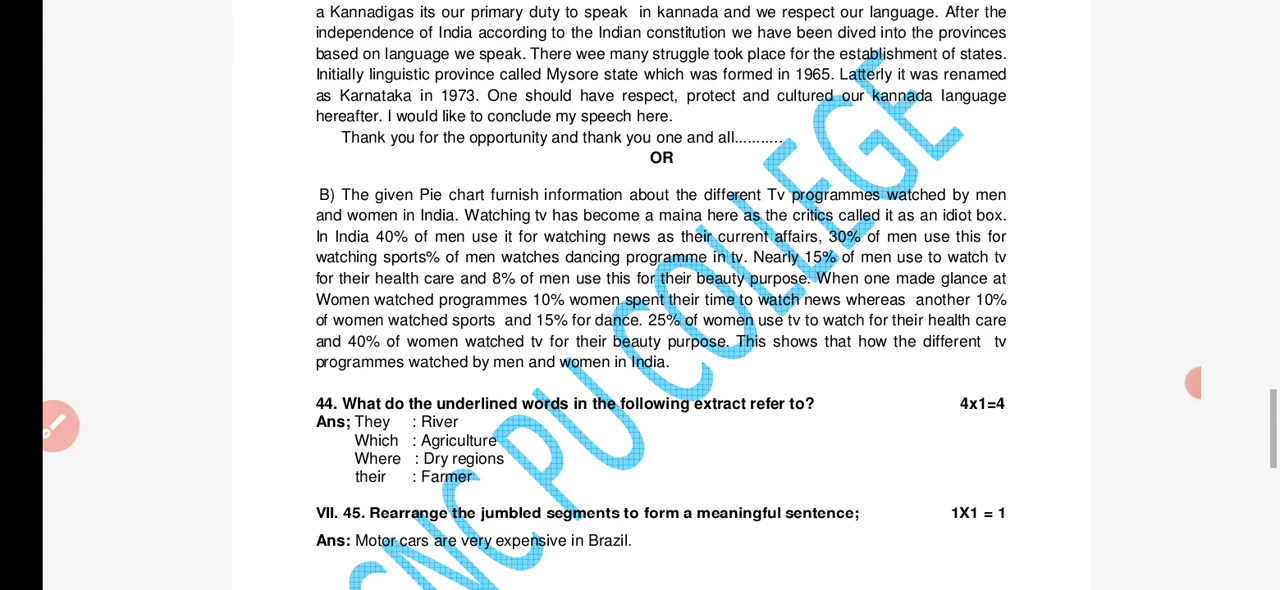 a Kannadigas its our primary duty to speak in kannada and we respect our language. After the
independence of India according to the Indian constitution we have been dived into the provinces
based on language we speak. There wee many struggle took place for the establishment of states.
Initially linguistic province called Mysore state which was formed in 1965. Latterly it was renamed
as Karnataka in 1973. One should have respect, protect and cultured our kannada language
hereafter. I would like to conclude my speech here.
Thank you for the opportunity and thank you one and all...........
OR
B) The given Pie chart furnish information about the different Tv programmes watched by men
and women in India. Watching tv has become a maina here as the critics called it as an idiot box.
In India 40% of men use it for watching news as their current affairs, 30% of men use this for
watching sports% of men watches dancing programme in tv. Nearly 15% of men use to watch tv
for their health care and 8% of men use this for their beauty purpose. When one made glance at
Women watched programmes 10% women spent their time to watch news whereas another 10%
of women watched sports and 15% for dance. 25% of women use tv to watch for their health care
and 40% of women watched tv for their beauty purpose. This shows that how the different tv
programmes watched by men and women in India.
44. What do the underlined words in the following extract refer to? 4x1=4
Ans; They : River
Which : Agriculture
Where : Dry regions
their : Farmer
VII. 45. Rearrange the jumbled segments to form a meaningful sentence; 1X1 = 1
Ans: Motor cars are very expensive in Brazil.
CNC PU COLLEGE